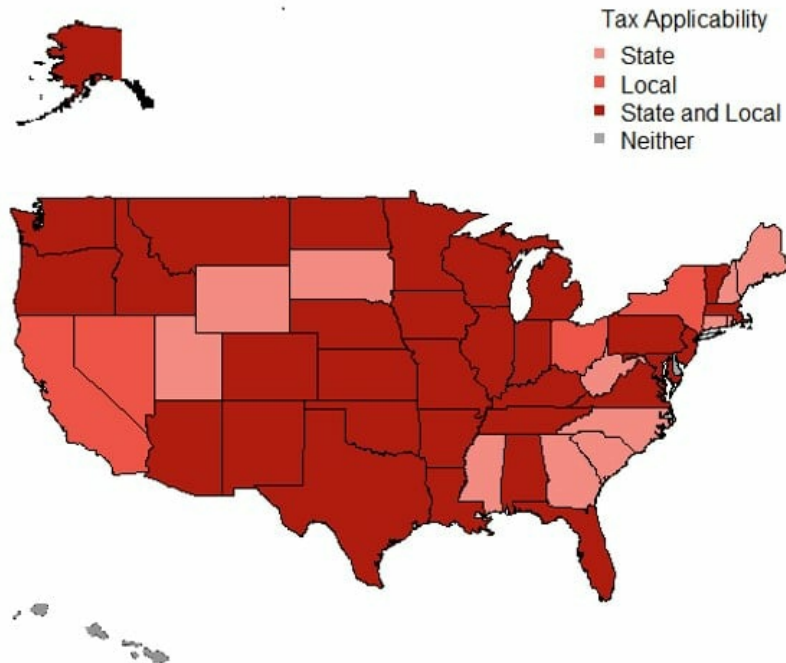 Tax Applicability
State
Local
State and Local
Neither